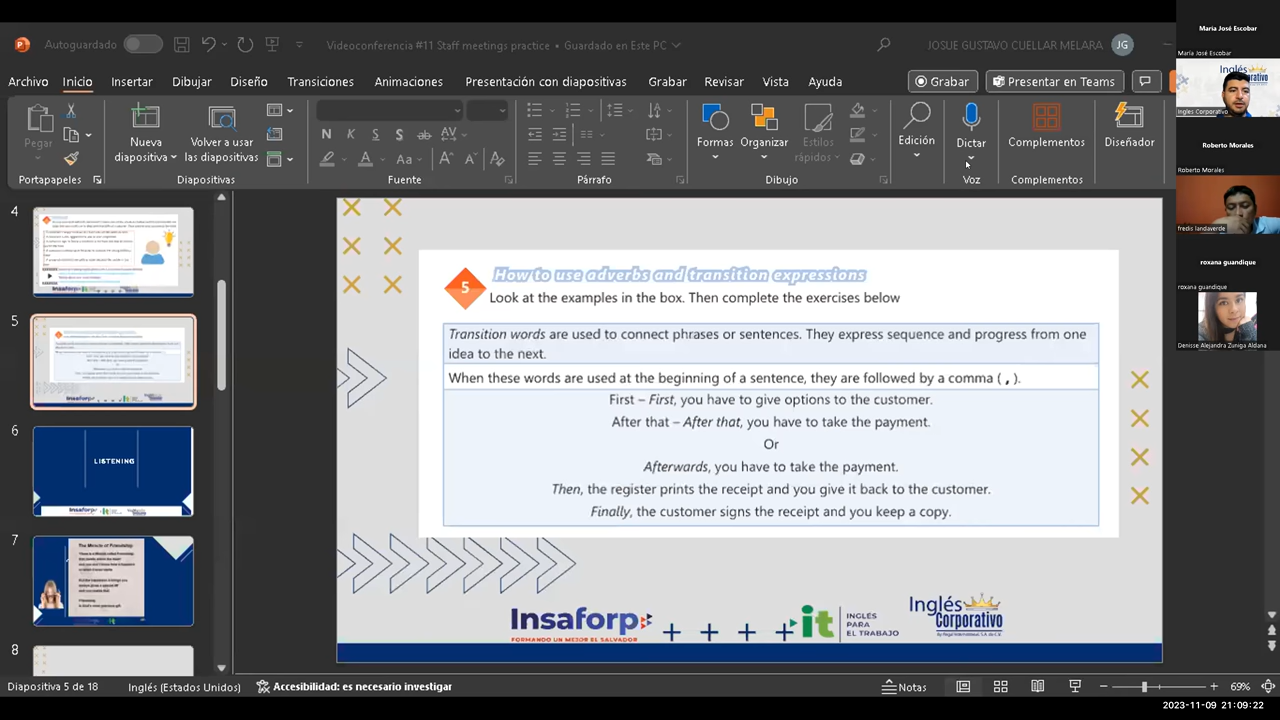 Autoguardado
Videoconferencia #11 Staff meetings practice • Guardado en Este PC
JOSUE GUSTAVO CUELLAR MELARA
JG
Archivo Inicio Insertar Dibujar Diseño Transiciones Animaciones Presentación con diapositivas Grabar Revisar Vista Ayuda
Grabar
Presentar en Teams
Pegar
Nueva diapositiva
Volver a usar las diapositivas
Formas
Organizar
Estilos rápidos
Edición
Dictar
Complementos
Diseñador
Portapapeles
Diapositivas
Fuente
Párrafo
Dibujo
Voz
Complementos
4
5
6
LISTENING
7
The Miracle of Friendship
8
5
adverbs and transition
Look at the examples in the box. Then complete the exercises below
Transition words are used to connect phrases or sentences. They express sequence and progress from one
idea to the next.
When these words are used at the beginning of a sentence, they are followed by a comma ( , ).
First – First, you have to give options to the customer.
After that – After that, you have to take the payment.
Or
Afterwards, you have to take the payment.
Then, the register prints the receipt and you give it back to the customer.
Finally, the customer signs the receipt and you keep a copy.
Insaforp
FORMANDO UN MEJOR EL SALVADOR
it
INGLÉS
PARA
EL TRABAJO
Inglés
Corporativo
Diapositiva 5 de 18
Inglés (Estados Unidos)
Accesibilidad: es necesario investigar
Notas
69%
María José Escobar
María José Escobar
Ingles Corporativo
Roberto Morales
Roberto Morales
fredis landaverde
roxana guandique
roxana guandique
Denisse Alejandra Zuniga Aldana
2023-11-09 21:09:22